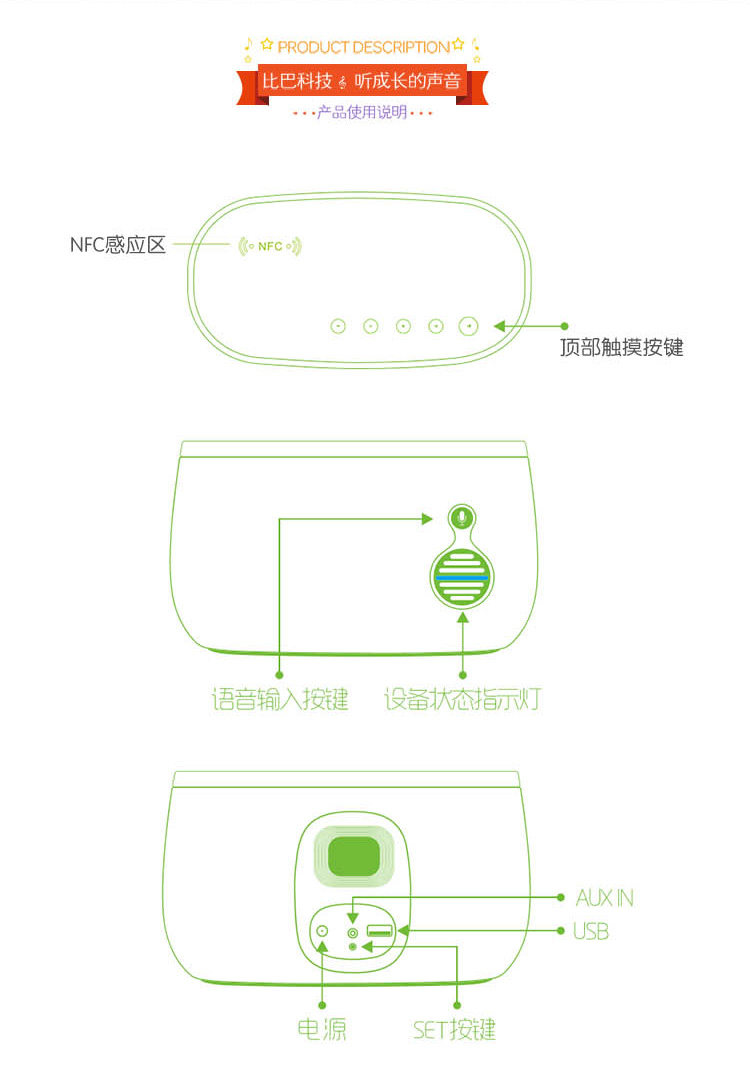 PRODUCT DESCRIPTION
比巴科技 听成长的声音
···产品使用说明···
NFC感应区
NFC
顶部触摸按键
语音输入按键 设备状态指示灯
AUX IN
USB
电源 SET按键